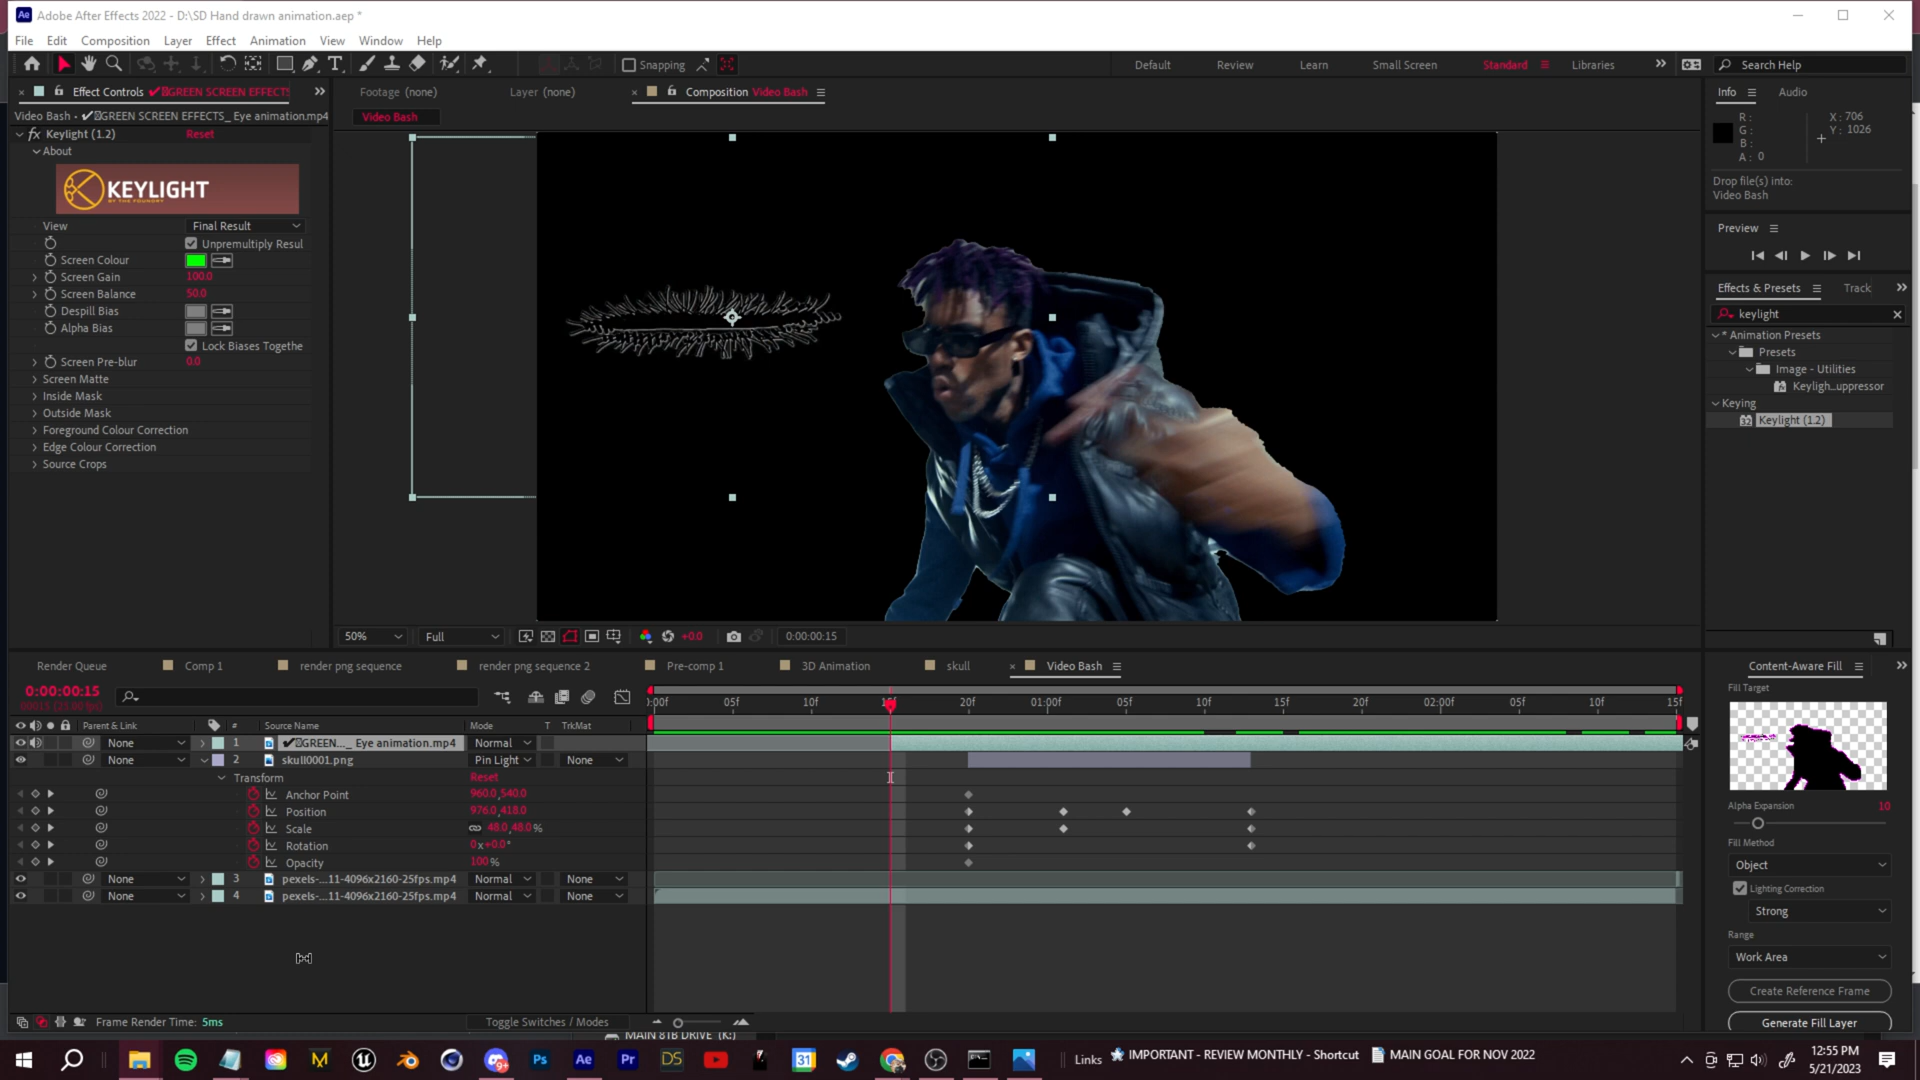 Adobe After Effects 2022 - D:\SD Hand drawn animation.aep *
File Edit Composition Layer Effect Animation View Window Help
Snapping
Default Review Learn Small Screen Standard Libraries Search Help
Effect Controls ✔GREEN SCREEN EFFECTS
Footage (none) Layer (none) Composition Video Bash
Info Audio
Video Bash - ✔GREEN SCREEN EFFECTS_ Eye animation.mp4
Video Bash
Keylight (1.2) Reset
About
KEYLIGHT
BY THE FOUNDRY
View Final Result
Unpremultiply Resul
Screen Colour
Screen Gain 100.0
Screen Balance 50.0
Despill Bias
Alpha Bias
Lock Biases Togethe
Screen Pre-blur 0.0
Screen Matte
Inside Mask
Outside Mask
Foreground Colour Correction
Edge Colour Correction
Source Crops
R :
G :
B :
A : 0
X : 706
Y : 1026
Drop file(s) into:
Video Bash
Preview
Effects & Presets Track
keylight
* Animation Presets
Presets
Image - Utilities
Keyligh...uppressor
Keying
Keylight (1.2)
50% Full +0.0 0:00:00:15
Render Queue Comp 1 render png sequence render png sequence 2 Pre-comp 1 3D Animation skull Video Bash
0:00:00:15
00015 (25.00 fps)
:00f 05f 10f 15f 20f 01:00f 05f 10f 15f 20f 02:00f 05f 10f 15f
Parent & Link # Source Name Mode T TrkMat
None 1 ✔GREEN..._ Eye animation.mp4 Normal
None 2 skull0001.png Pin Light None
Transform Reset
Anchor Point 960.0,540.0
Position 976.0,418.0
Scale 48.0,48.0%
Rotation 0x+0.0°
Opacity 100%
None 3 pexels-...11-4096x2160-25fps.mp4 Normal None
None 4 pexels-...11-4096x2160-25fps.mp4 Normal None
Frame Render Time: 5ms Toggle Switches / Modes
Content-Aware Fill
Fill Target
Alpha Expansion 10
Fill Method
Object
Lighting Correction
Strong
Range
Work Area
Create Reference Frame
Generate Fill Layer
MAIN 8TB DRIVE (K:)
Links IMPORTANT - REVIEW MONTHLY - Shortcut MAIN GOAL FOR NOV 2022
12:55 PM
5/21/2023